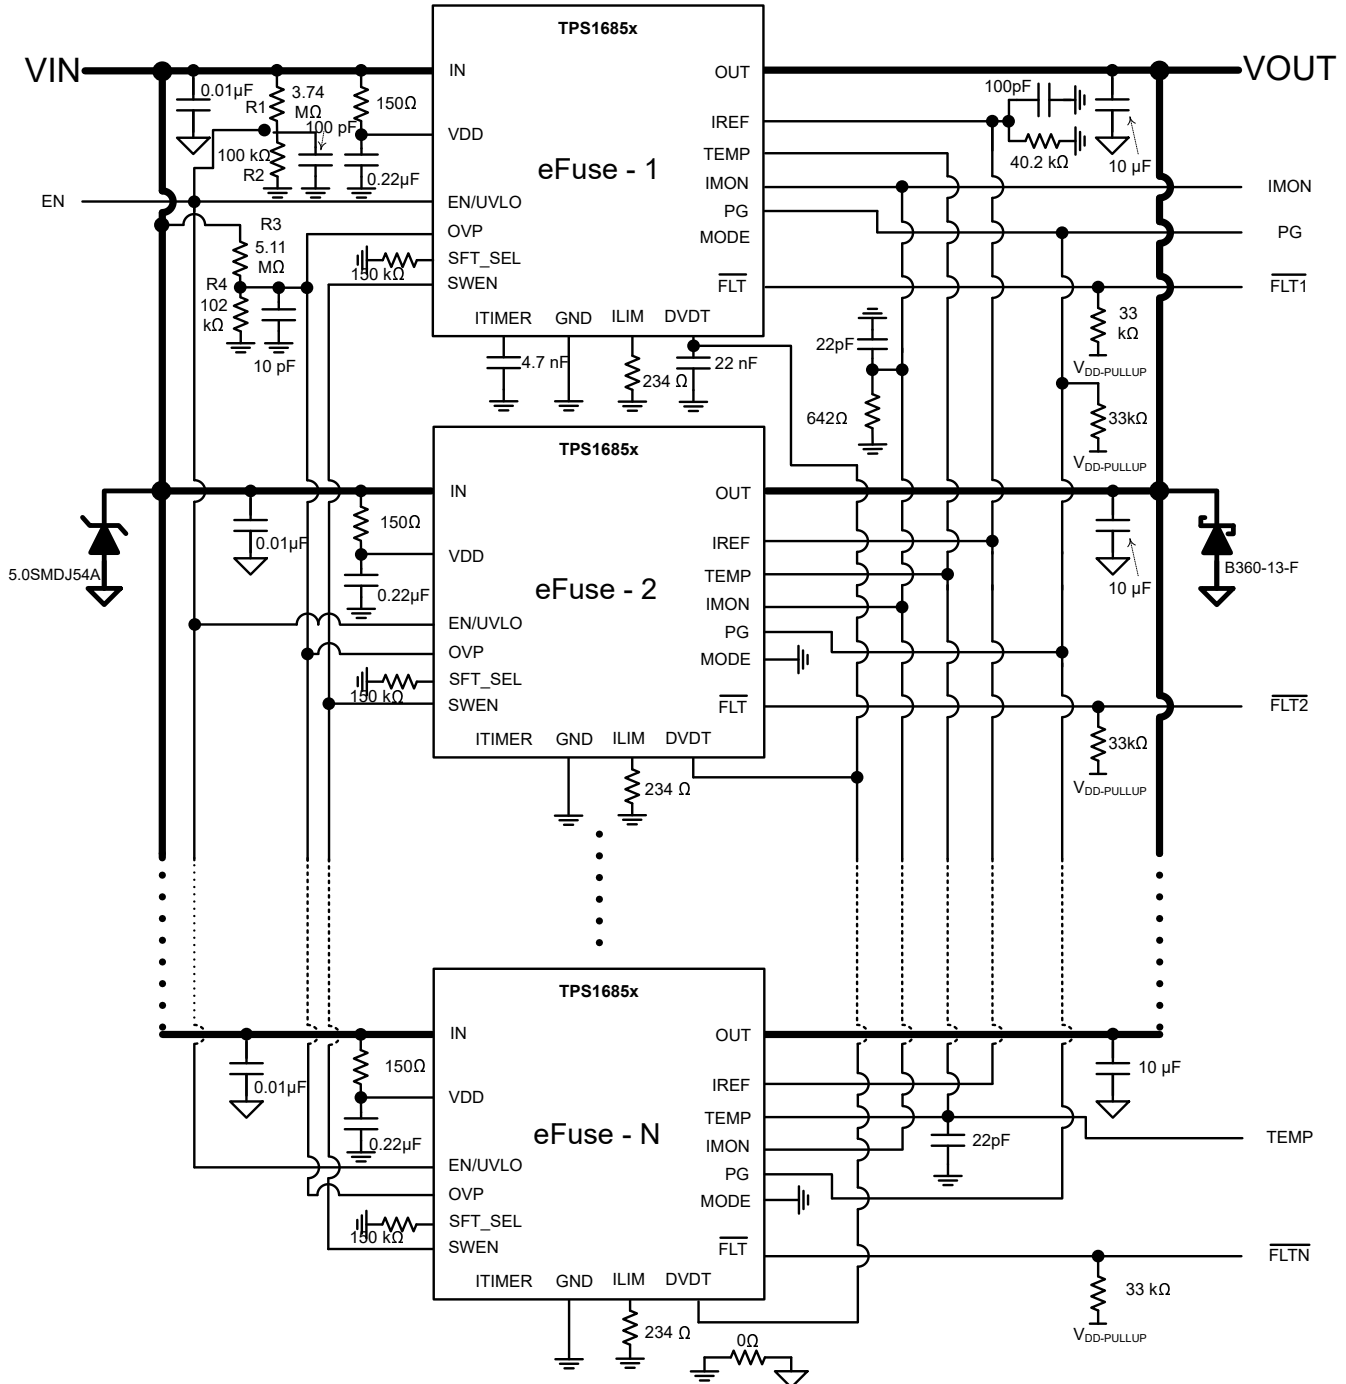 TPS1685x
VIN
IN
OUT
VOUT
0.01µF
R1
3.74
MΩ
150Ω
100pF
100 pF
VDD
IREF
100 kΩ
R2
0.22µF
TEMP
40.2 kΩ
10 µF
eFuse - 1
IMON
IMON
EN
EN/UVLO
PG
PG
R3
5.11
MΩ
OVP
MODE
SFT_SEL
150 kΩ
SWEN
FLT
FLT1
R4
102
kΩ
10 pF
ITIMER
GND
ILIM
DVDT
4.7 nF
234 Ω
22 nF
22pF
642Ω
33
kΩ
VDD-PULLUP
33kΩ
VDD-PULLUP
TPS1685x
IN
OUT
0.01µF
150Ω
5.0SMDJ54A
VDD
IREF
0.22µF
TEMP
10 µF
B360-13-F
eFuse - 2
IMON
EN/UVLO
PG
OVP
MODE
SFT_SEL
150 kΩ
SWEN
FLT
FLT2
ITIMER
GND
ILIM
DVDT
234 Ω
33kΩ
VDD-PULLUP
TPS1685x
IN
OUT
0.01µF
150Ω
10 µF
VDD
IREF
0.22µF
TEMP
22pF
TEMP
eFuse - N
IMON
EN/UVLO
PG
OVP
MODE
SFT_SEL
150 kΩ
SWEN
FLT
FLTN
ITIMER
GND
ILIM
DVDT
234 Ω
0Ω
33 kΩ
VDD-PULLUP